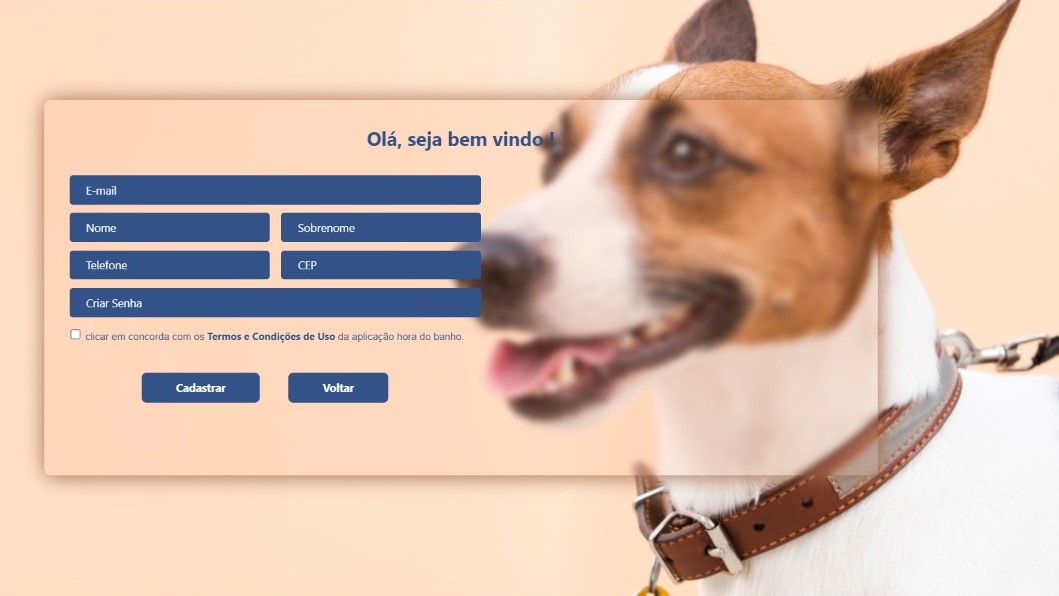 Olá, seja bem vindo !
E-mail
Nome Sobrenome
Telefone CEP
Criar Senha
clicar em concorda com os Termos e Condições de Uso da aplicação hora do banho.
Cadastrar Voltar